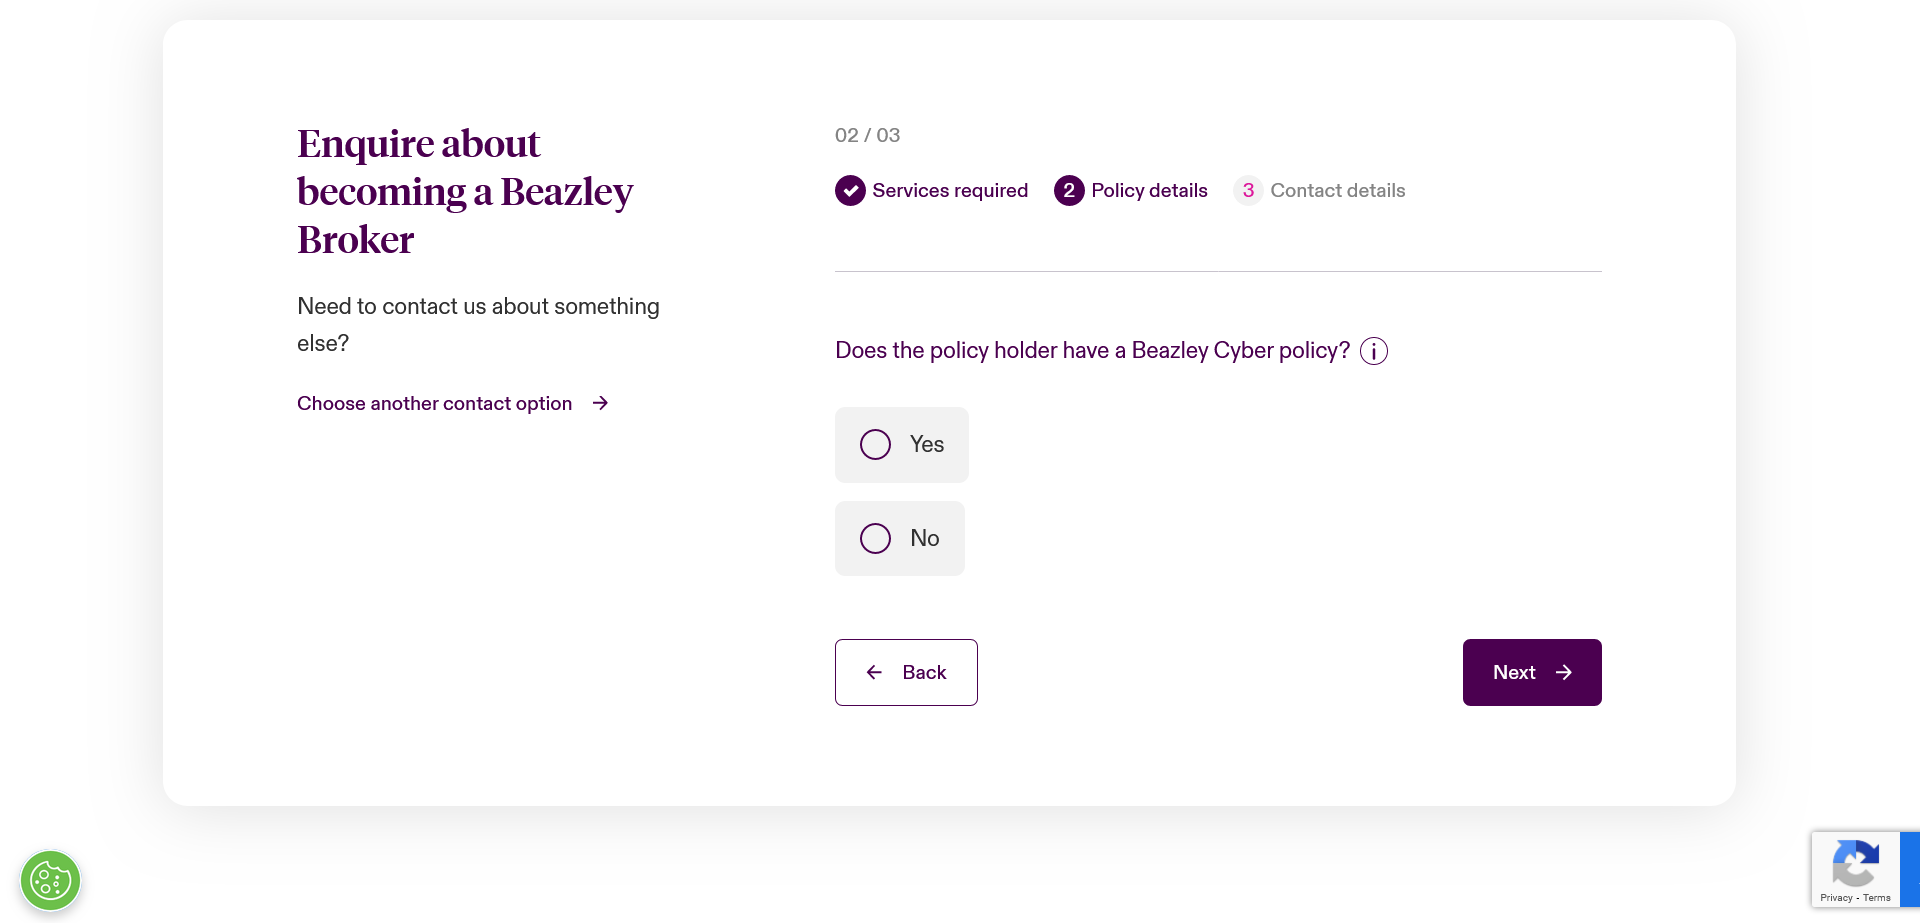 Enquire about
becoming a Beazley
Broker
Need to contact us about something
else?
Choose another contact option
02 / 03
Services required
2 Policy details
3 Contact details
Does the policy holder have a Beazley Cyber policy?
Yes
No
Back
Next
Privacy - Terms